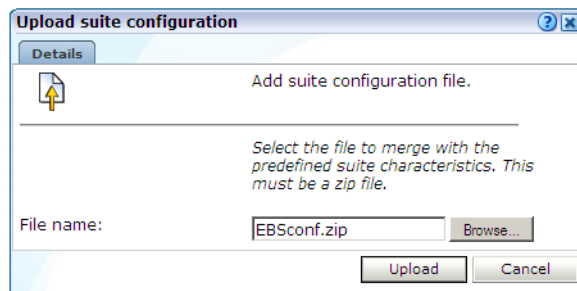 Upload suite configuration
Details
Add suite configuration file.
Select the file to merge with the
predefined suite characteristics. This
must be a zip file.
File name:
EBSconf.zip
Browse...
Upload
Cancel